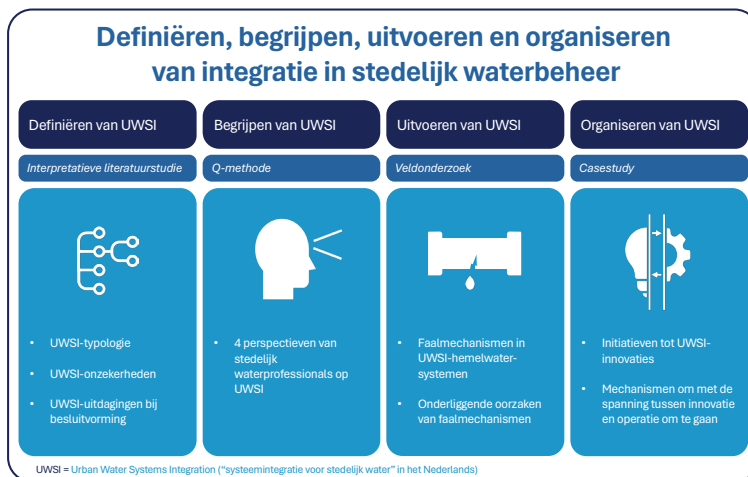 Definiëren, begrijpen, uitvoeren en organiseren
van integratie in stedelijk waterbeheer
Definiëren van UWSI
Begrijpen van UWSI
Uitvoeren van UWSI
Organiseren van UWSI
Interpretatieve literatuurstudie
Q-methode
Veldonderzoek
Casestudy
• UWSI-typologie
• UWSI-onzekerheden
• UWSI-uitdagingen bij
besluitvorming
• 4 perspectieven van
stedelijk
waterprofessionals op
UWSI
• Faalmechanismen in
UWSI-hemelwater-
systemen
• Onderliggende oorzaken
van faalmechanismen
• Initiatieven tot UWSI-
innovaties
• Mechanismen om met de
spanning tussen innovatie
en operatie om te gaan
UWSI = Urban Water Systems Integration (“systeemintegratie voor stedelijk water” in het Nederlands)